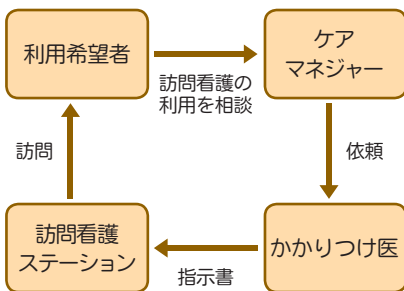 利用希望者
訪問看護の
利用を相談
ケア
マネジャー
依頼
かかりつけ医
指示書
訪問看護
ステーション
訪問